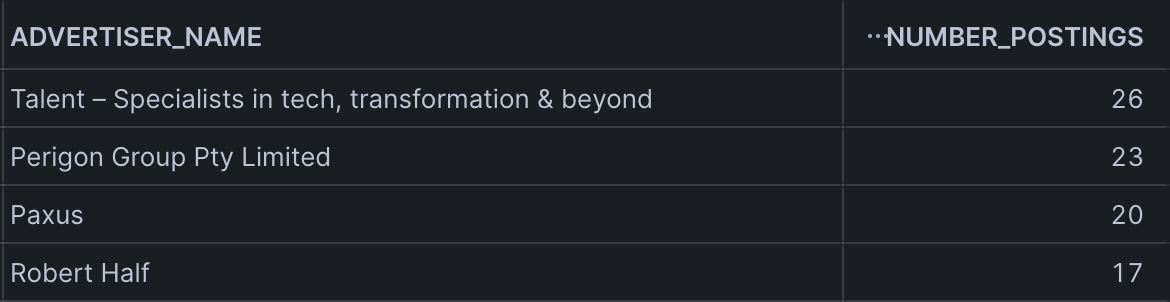 ADVERTISER_NAME ···NUMBER_POSTINGS
Talent – Specialists in tech, transformation & beyond 26
Perigon Group Pty Limited 23
Paxus 20
Robert Half 17